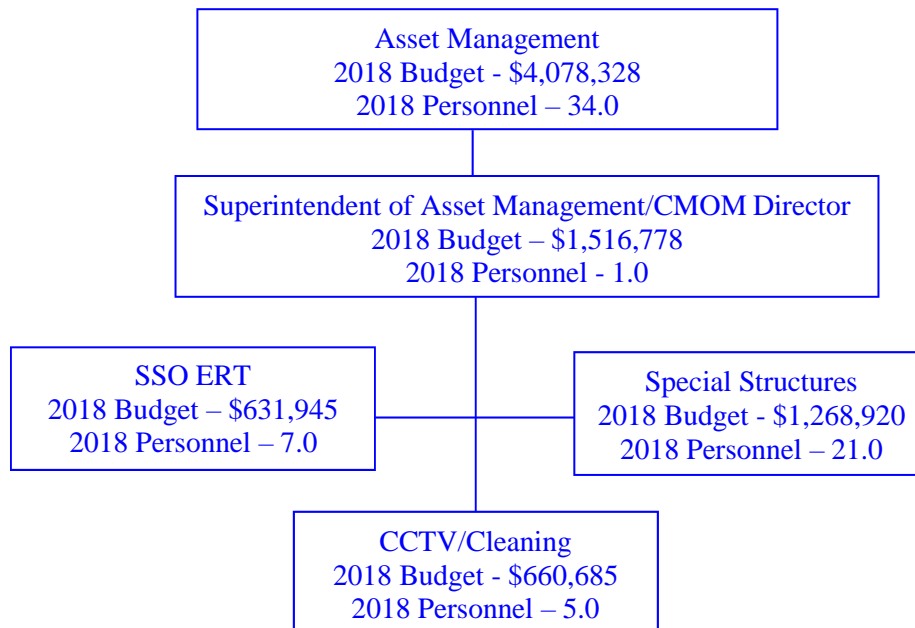 Asset Management
2018 Budget - $4,078,328
2018 Personnel – 34.0
Superintendent of Asset Management/CMOM Director
2018 Budget – $1,516,778
2018 Personnel - 1.0
SSO ERT
2018 Budget – $631,945
2018 Personnel – 7.0
Special Structures
2018 Budget - $1,268,920
2018 Personnel – 21.0
CCTV/Cleaning
2018 Budget - $660,685
2018 Personnel – 5.0